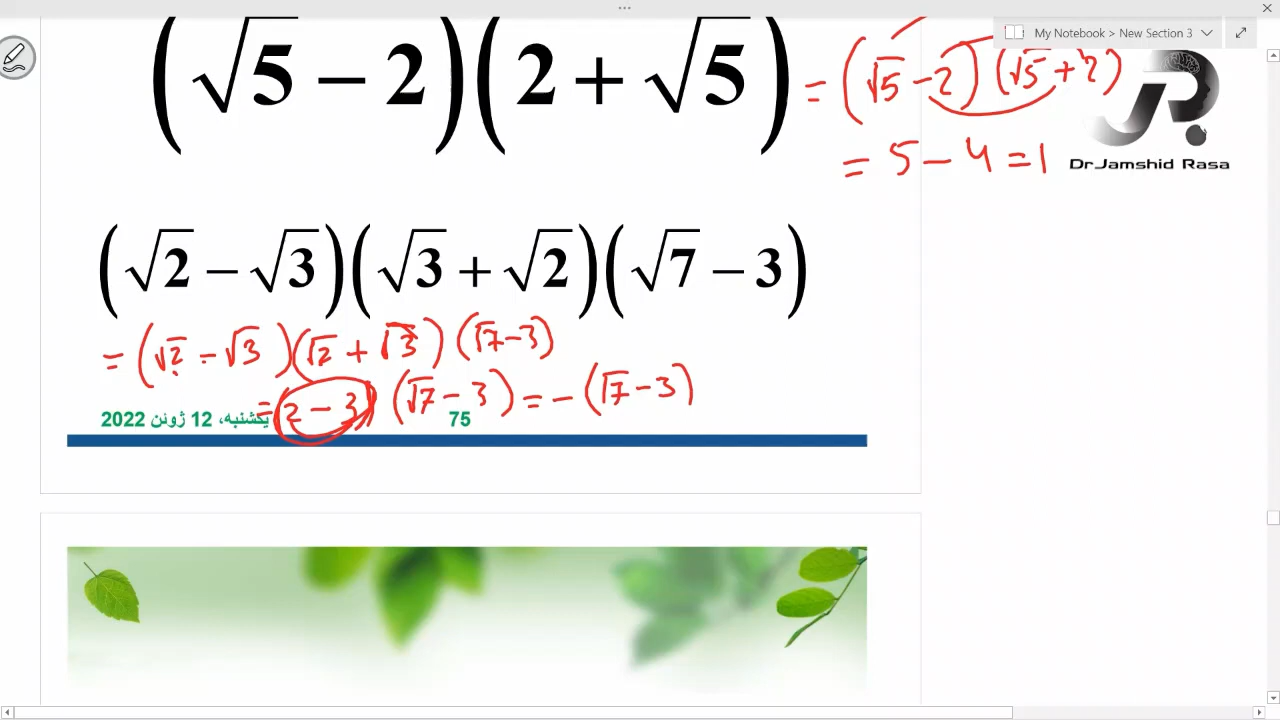 My Notebook > New Section 3
(√5 − 2)(2 + √5) = (√5 − 2)(√5 + 2)
= 5 − 4 = 1
Dr.Jamshid Rasa
(√2 − √3)(√3 + √2)(√7 − 3)
= (√2 − √3)(√2 + √3)(√7 − 3)
= (2 − 3)(√7 − 3) = −(√7 − 3)
یکشنبه، 12 ژوئن 2022
75